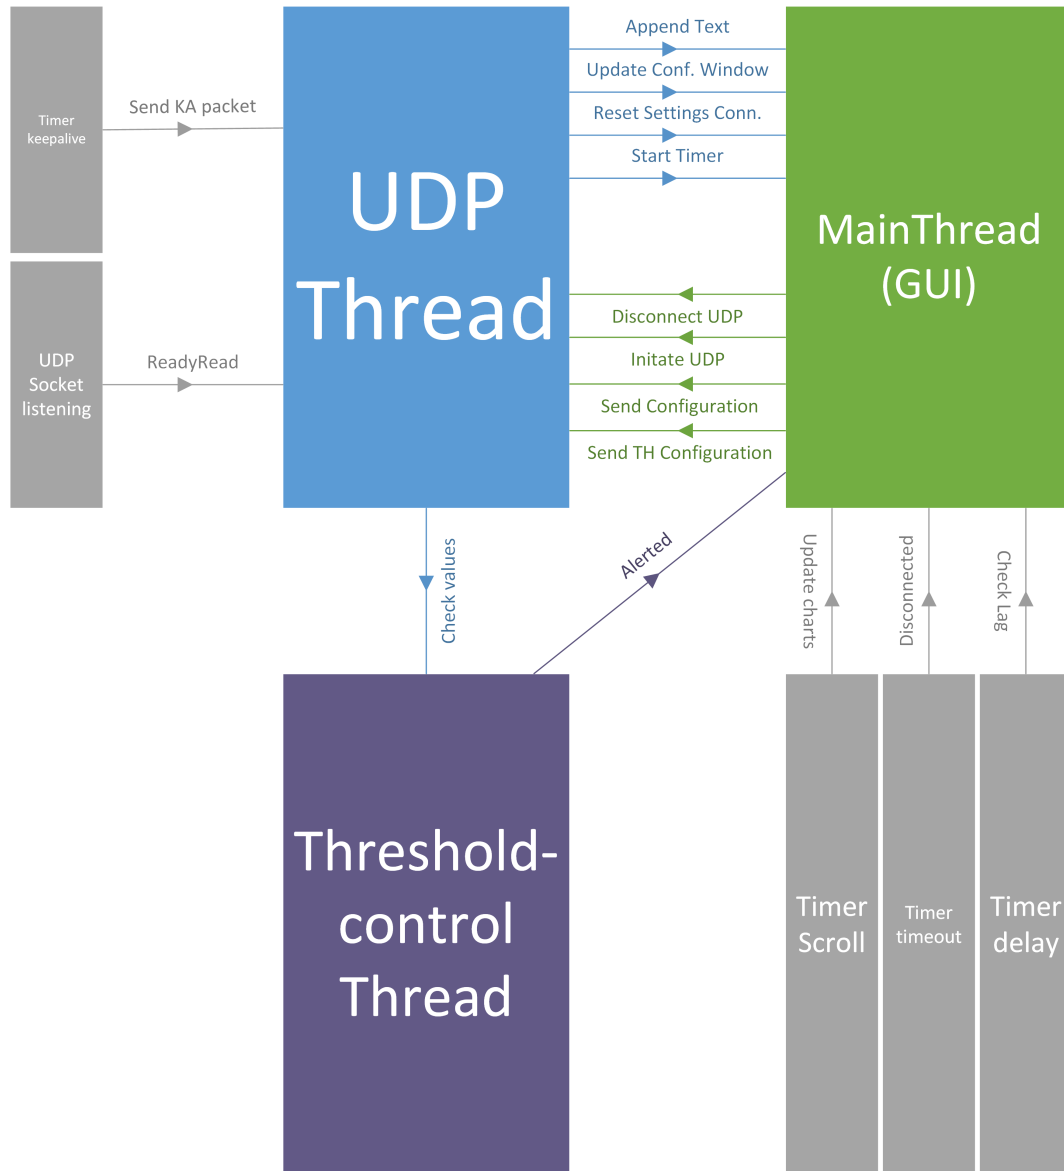 Timer
keepalive
Send KA packet
UDP
Socket
listening
ReadyRead
UDP
Thread
Append Text
Update Conf. Window
Reset Settings Conn.
Start Timer
Disconnect UDP
Initate UDP
Send Configuration
Send TH Configuration
MainThread
(GUI)
Check values
Alerted
Update charts
Disconnected
Check Lag
Threshold-
control
Thread
Timer
Scroll
Timer
timeout
Timer
delay